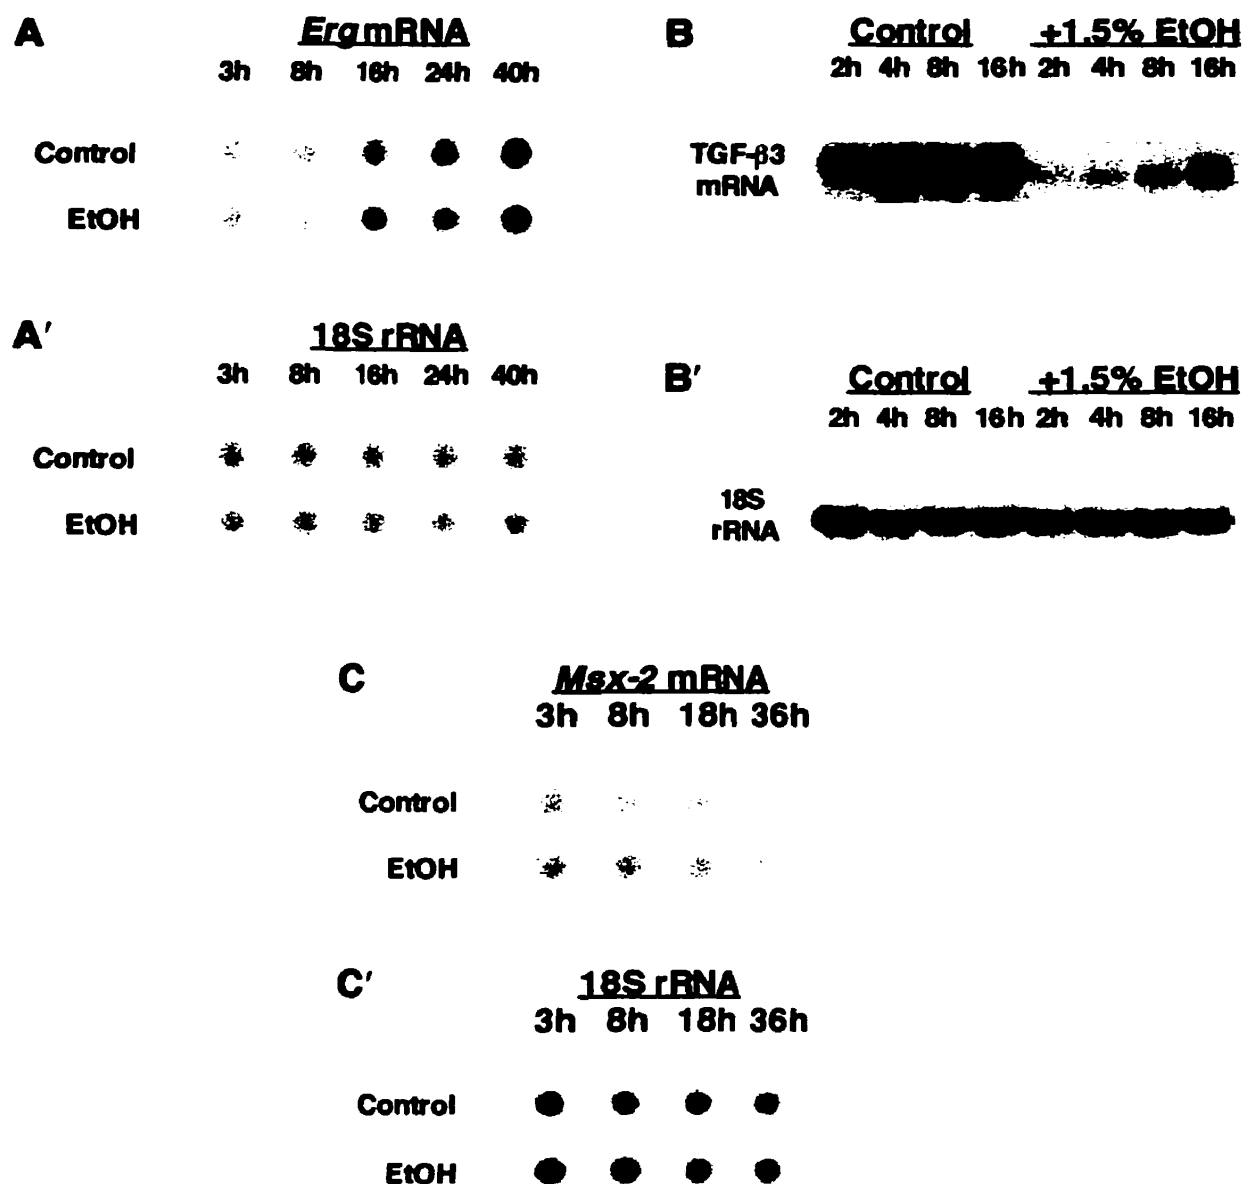 A
Erg mRNA
3h 8h 16h 24h 40h
Control
EtOH
B
Control +1.5% EtOH
2h 4h 8h 16h 2h 4h 8h 16h
TGF-β3
mRNA
A'
18S rRNA
3h 8h 16h 24h 40h
Control
EtOH
B'
Control +1.5% EtOH
2h 4h 8h 16h 2h 4h 8h 16h
18S
rRNA
C
Msx-2 mRNA
3h 8h 18h 36h
Control
EtOH
C'
18S rRNA
3h 8h 18h 36h
Control
EtOH